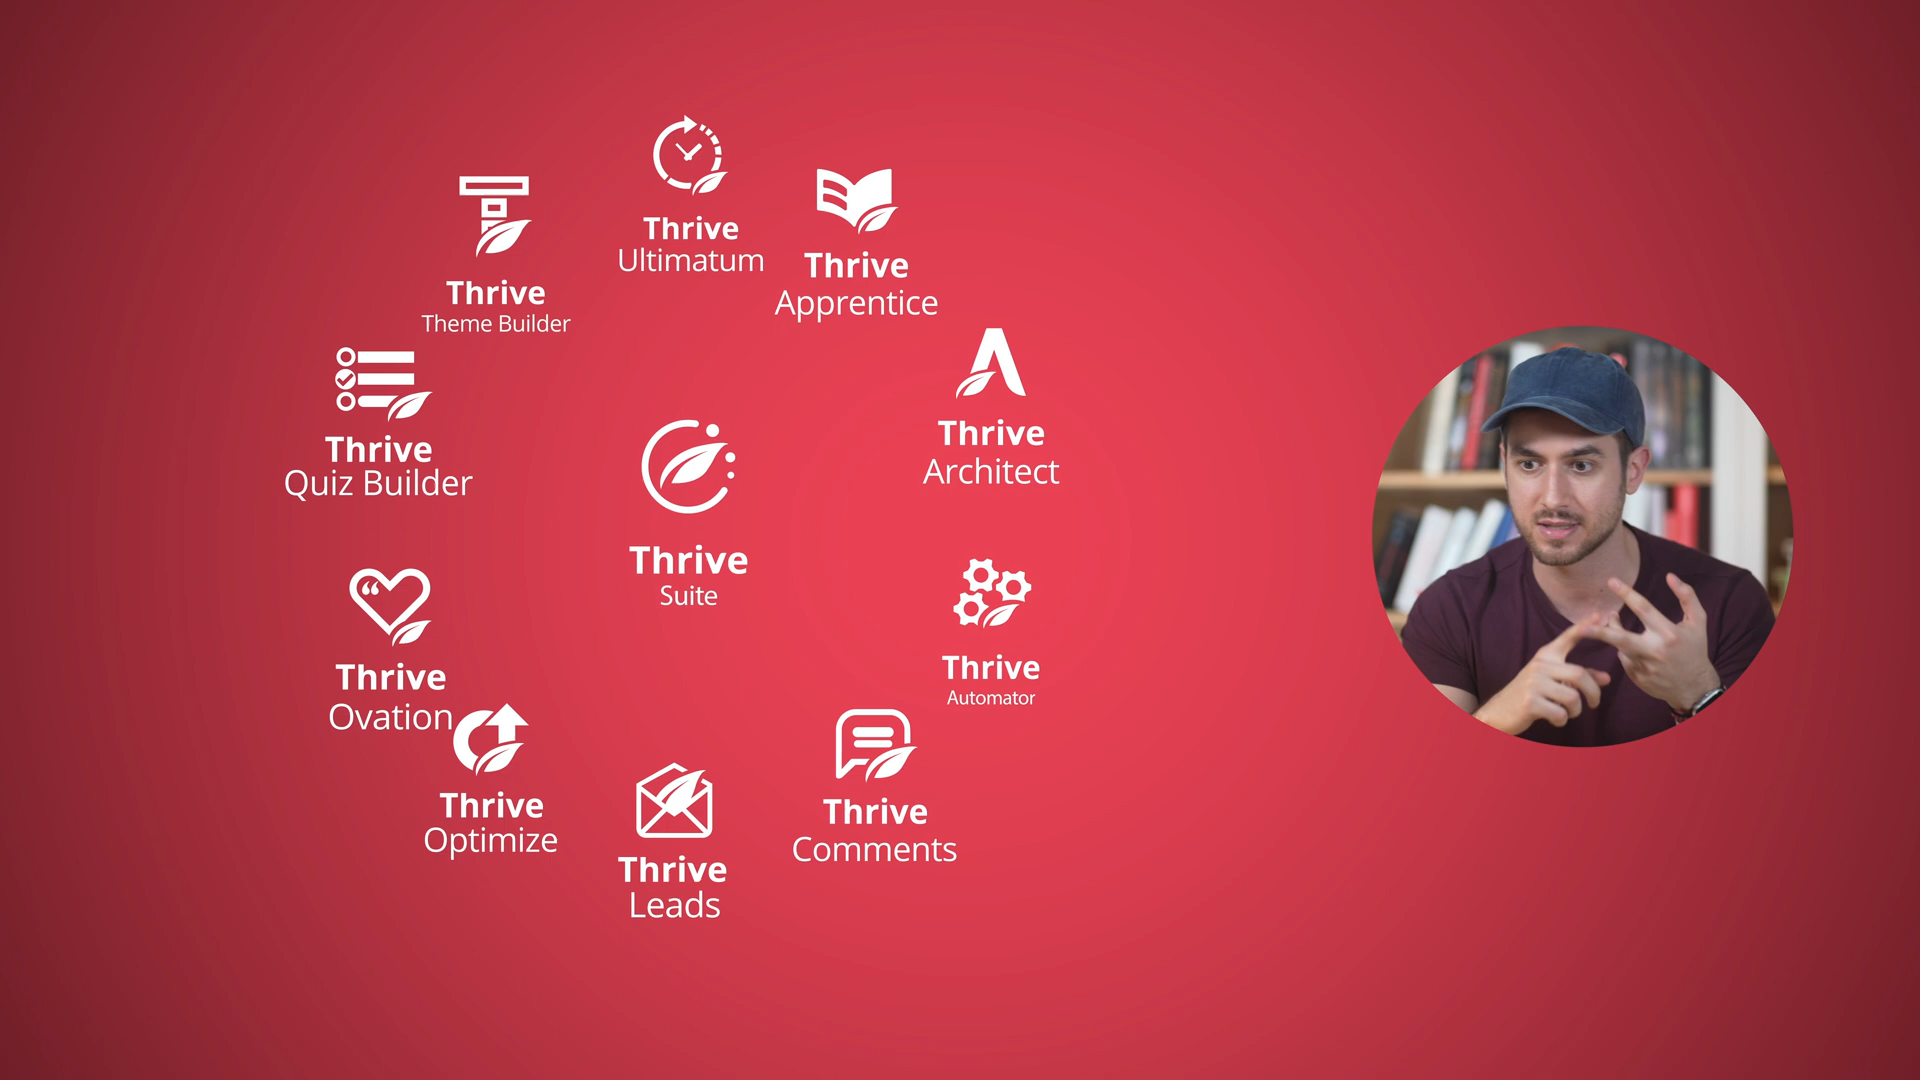 Thrive
Ultimatum
Thrive
Apprentice
Thrive
Theme Builder
Thrive
Architect
Thrive
Quiz Builder
Thrive
Suite
Thrive
Automator
Thrive
Ovation
Thrive
Optimize
Thrive
Comments
Thrive
Leads